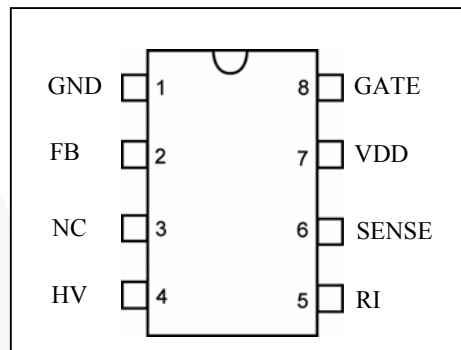 GND 1 8 GATE
FB 2 7 VDD
NC 3 6 SENSE
HV 4 5 RI